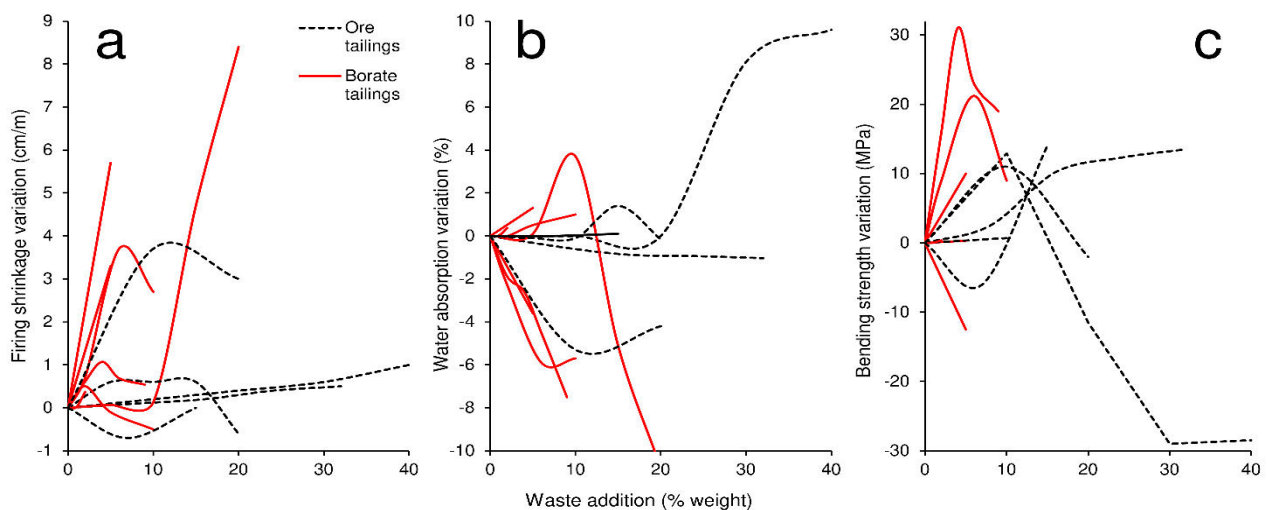 a
Ore
tailings
Borate
tailings
Firing shrinkage variation (cm/m)
9
8
7
6
5
4
3
2
1
0
-1
0 10 20 30 40
b
Water absorption variation (%)
10
8
6
4
2
0
-2
-4
-6
-8
-10
0 10 20 30 40
c
Bending strength variation (MPa)
30
20
10
0
-10
-20
-30
0 10 20 30 40
Waste addition (% weight)